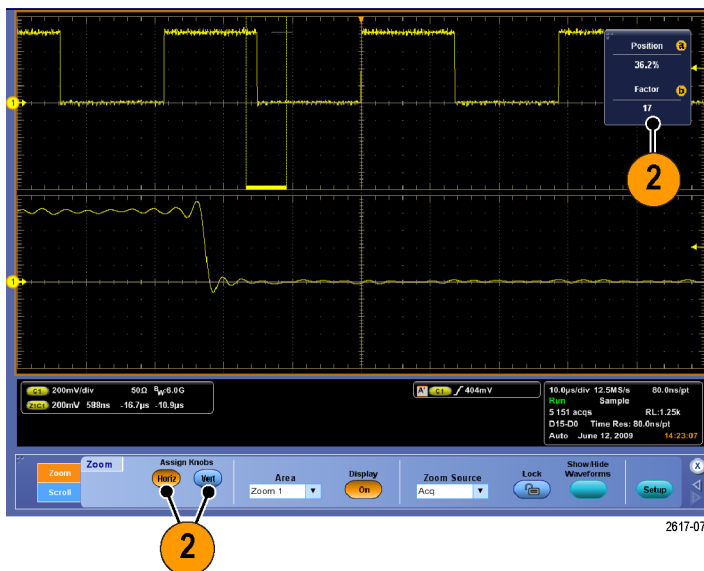 Position a
36.2%
Factor b
17
2
1
1
C1 200mV/div 50Ω BW:6.0G
Z1C1 200mV 588ns -16.7µs -10.9µs
A' C1 404mV
10.0µs/div 12.5MS/s 80.0ns/pt
Run Sample
5 151 acqs RL:1.25k
D15-D0 Time Res: 80.0ns/pt
Auto June 12, 2009 14:23:07
Zoom
Scroll
Zoom
Assign Knobs
Horiz Vert
Area
Zoom 1
Display
On
Zoom Source
Acq
Lock
Show/Hide
Waveforms
Setup
X
2
2617-07